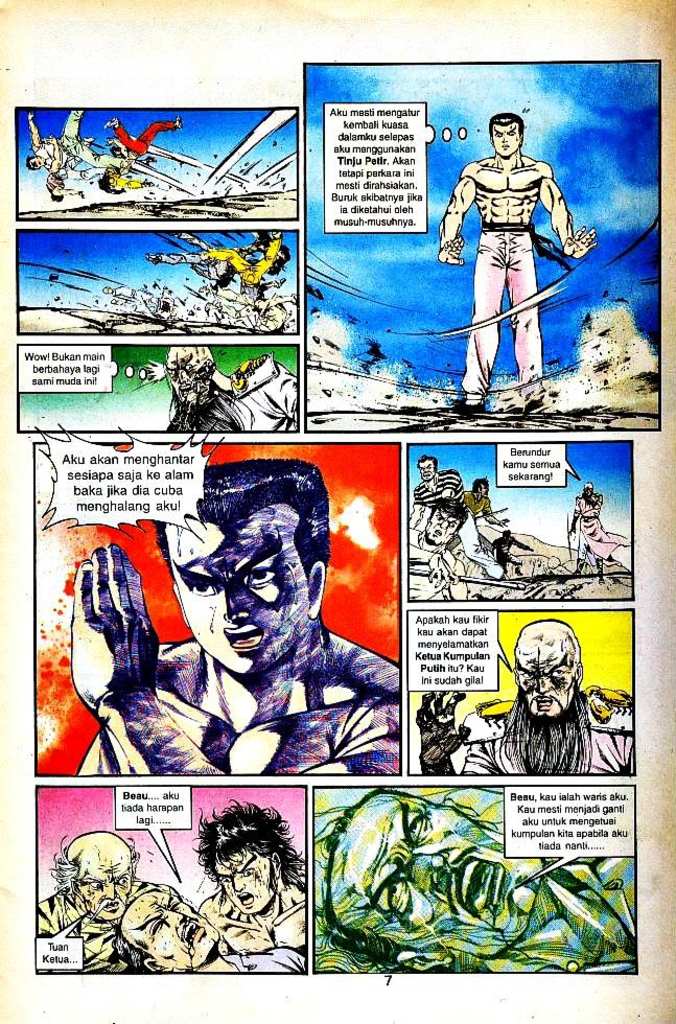 Aku mesti mengatur
kembali kuasa
dalamku selepas
aku menggunakan
Tinju Petir. Akan
tetapi perkara ini
mesti dirahsiakan.
Buruk akibatnya jika
ia diketahui oleh
musuh-musuhnya.
Wow! Bukan main
berbahaya lagi
sami muda ini!
Aku akan menghantar
sesiapa saja ke alam
baka jika dia cuba
menghalang aku!
Berundur
kamu semua
sekarang!
Apakah kau fikir
kau akan dapat
menyelamatkan
Ketua Kumpulan
Putih itu? Kau
ini sudah gila!
Beau.... aku
tiada harapan
lagi......
Tuan
Ketua...
Beau, kau ialah waris aku.
Kau mesti menjadi ganti
aku untuk mengetuai
kumpulan kita apabila aku
tiada nanti......
7